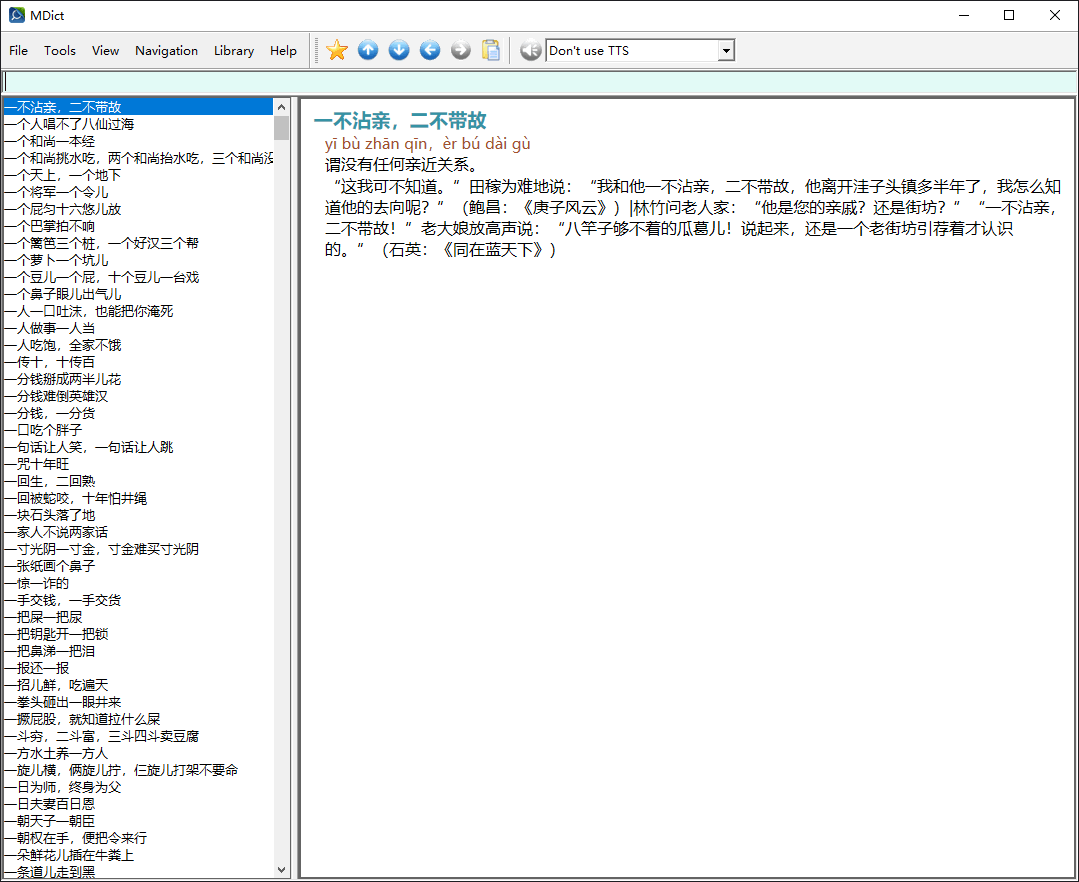 MDict
File Tools View Navigation Library Help Don't use TTS
一不沾亲，二不带故
一个人唱不了八仙过海
一个和尚一本经
一个和尚挑水吃，两个和尚抬水吃，三个和尚没
一个天上，一个地下
一个将军一个令儿
一个屁匀十六悠儿放
一个巴掌拍不响
一个篱笆三个桩，一个好汉三个帮
一个萝卜一个坑儿
一个豆儿一个屁，十个豆儿一台戏
一个鼻子眼儿出气儿
一人一口吐沫，也能把你淹死
一人做事一人当
一人吃饱，全家不饿
一传十，十传百
一分钱掰成两半儿花
一分钱难倒英雄汉
一分钱，一分货
一口吃个胖子
一句话让人笑，一句话让人跳
一咒十年旺
一回生，二回熟
一回被蛇咬，十年怕井绳
一块石头落了地
一家人不说两家话
一寸光阴一寸金，寸金难买寸光阴
一张纸画个鼻子
一惊一诈的
一手交钱，一手交货
一把屎一把尿
一把钥匙开一把锁
一把鼻涕一把泪
一报还一报
一招儿鲜，吃遍天
一拳头砸出一眼井来
一撅屁股，就知道拉什么屎
一斗穷，二斗富，三斗四斗卖豆腐
一方水土养一方人
一旋儿横，俩旋儿拧，仨旋儿打架不要命
一日为师，终身为父
一日夫妻百日恩
一朝天子一朝臣
一朝权在手，便把令来行
一朵鲜花儿插在牛粪上
一条道儿走到黑
一不沾亲，二不带故
yī bù zhān qīn，èr bú dài gù
谓没有任何亲近关系。
“这我可不知道。”田稼为难地说：“我和他一不沾亲，二不带故，他离开洼子头镇多半年了，我怎么知
道他的去向呢？”（鲍昌：《庚子风云》）|林竹问老人家：“他是您的亲戚？还是街坊？”“一不沾亲，
二不带故！”老大娘放高声说：“八竿子够不着的瓜葛儿！说起来，还是一个老街坊引荐着才认识
的。”（石英：《同在蓝天下》）